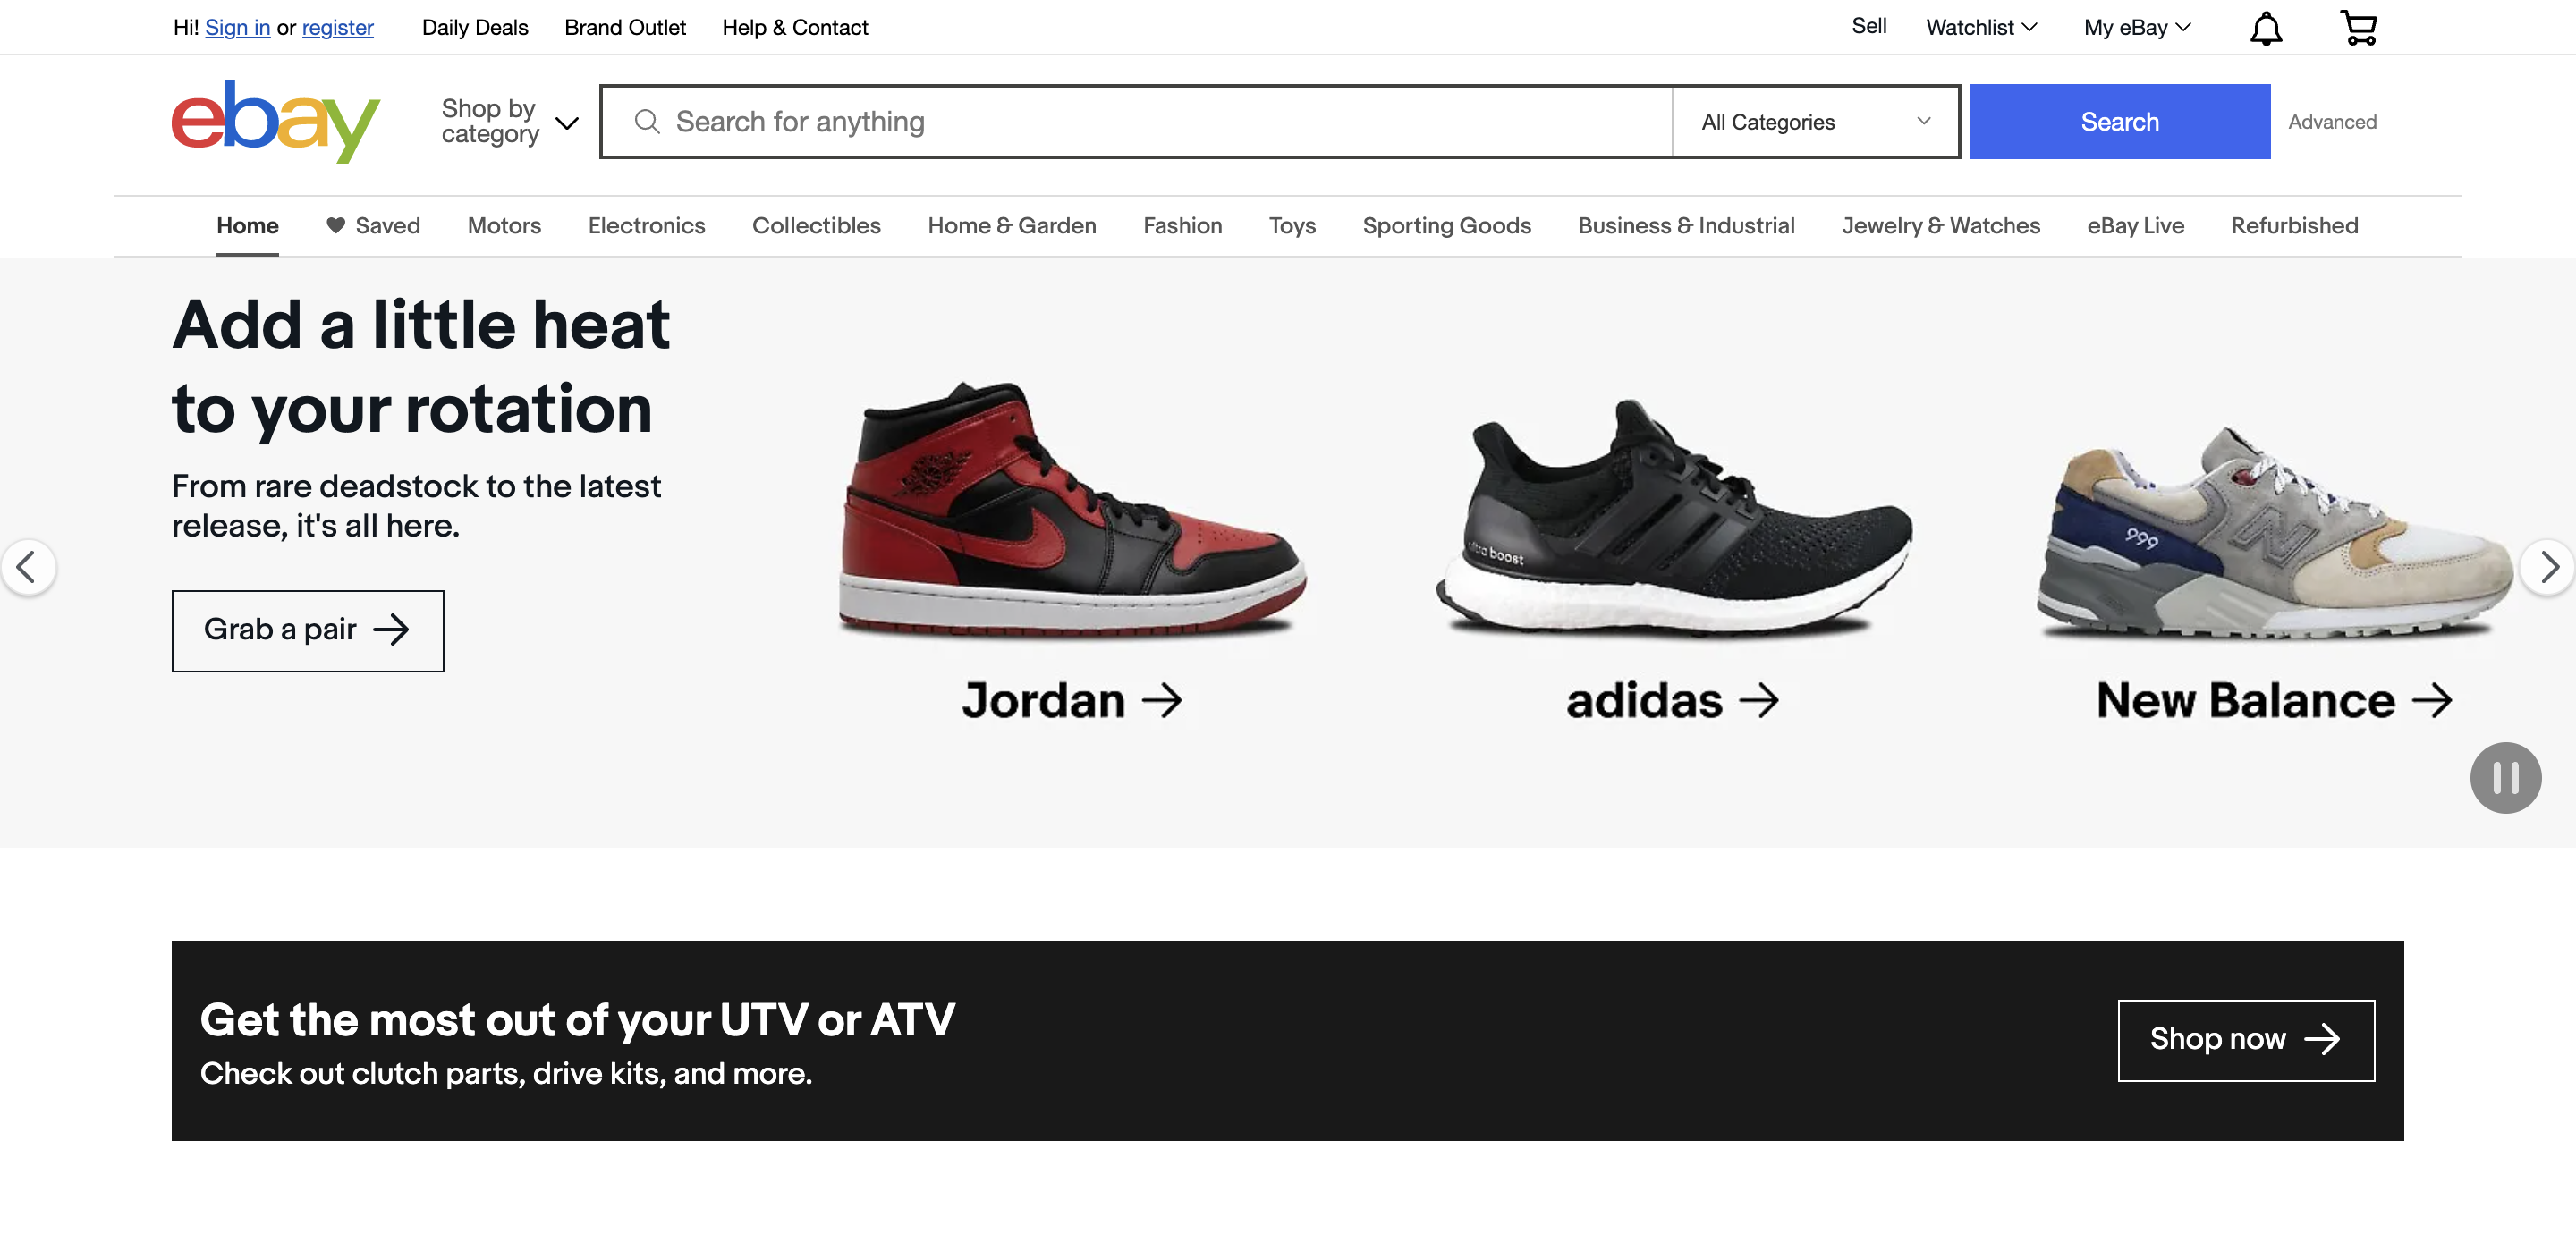 Hi! Sign in or register Daily Deals Brand Outlet Help & Contact Sell Watchlist My eBay
ebay
Shop by
category
Search for anything
All Categories
Search
Advanced
Home Saved Motors Electronics Collectibles Home & Garden Fashion Toys Sporting Goods Business & Industrial Jewelry & Watches eBay Live Refurbished
Add a little heat
to your rotation
From rare deadstock to the latest
release, it's all here.
Grab a pair
ultra boost
999
N
Jordan
adidas
New Balance
Get the most out of your UTV or ATV
Check out clutch parts, drive kits, and more.
Shop now